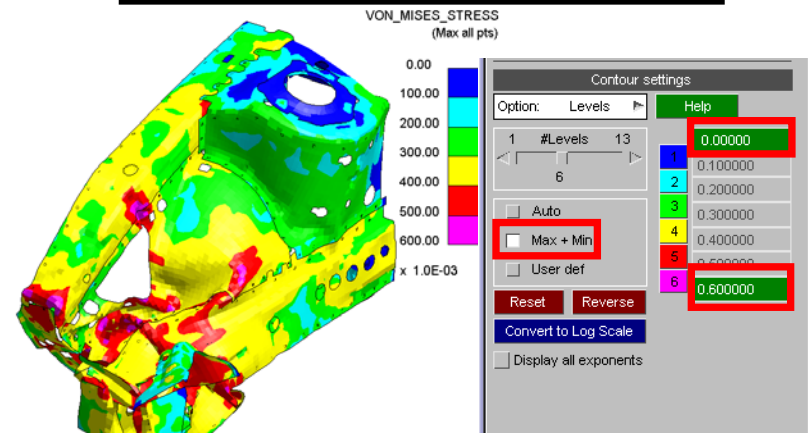 VON_MISES_STRESS
(Max all pts)
0.00
100.00
200.00
300.00
400.00
500.00
600.00
x 1.0E-03
Contour settings
Option: Levels
Help
1 #Levels 13
6
0.00000
1
0.100000
2
0.200000
3
0.300000
4
0.400000
5
0.500000
6
0.600000
Auto
Max + Min
User def
Reset Reverse
Convert to Log Scale
Display all exponents